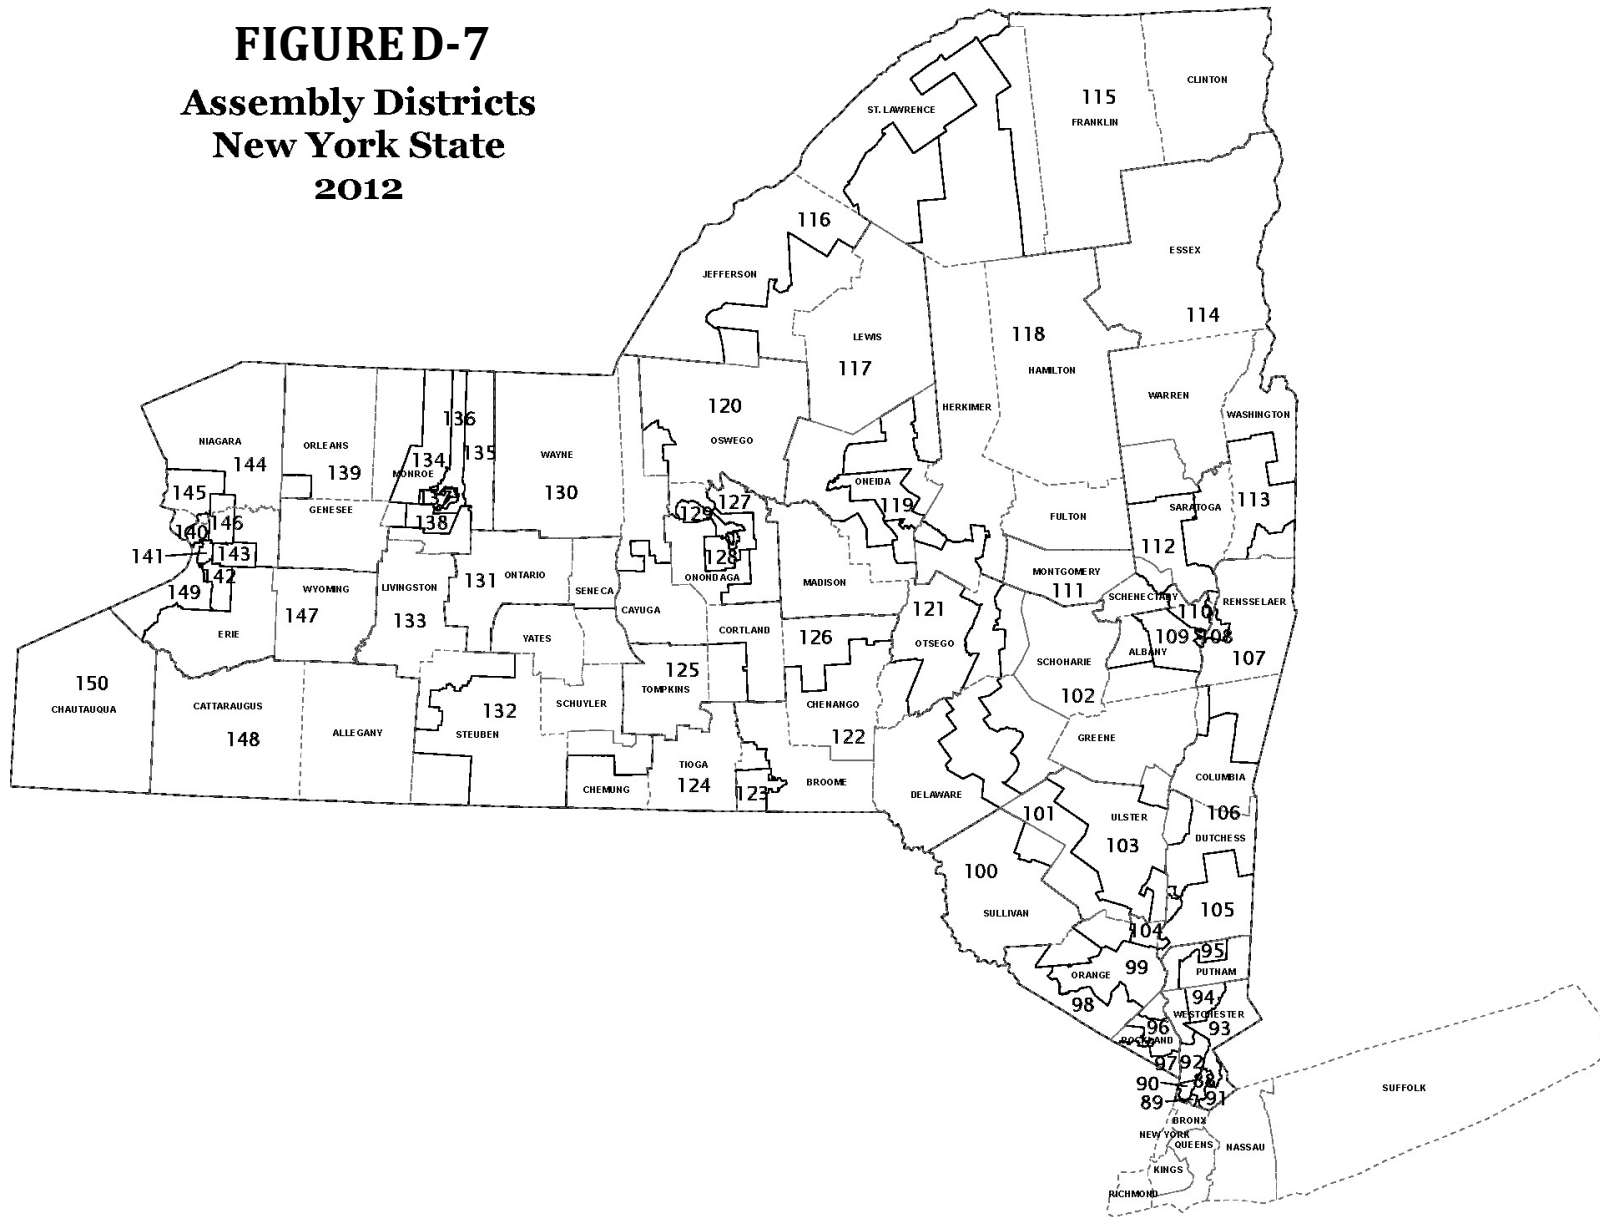 FIGURE D-7
Assembly Districts
New York State
2012
CLINTON
115
ST. LAWRENCE
FRANKLIN
116
ESSEX
JEFFERSON
114
118
LEWIS
117
HAMILTON
WARREN
120
HERKIMER
WASHINGTON
136
NIAGARA
OSWEGO
ORLEANS
135
WAYNE
134
144
139
MONROE
ONEIDA
145
130
137
127
119
113
SARATOGA
GENESEE
129
FULTON
138
146
140
112
141
143
128
MONTGOMERY
142
131
ONTARIO
ONONDAGA
MADISON
149
WYOMING
LIVINGSTON
SENECA
111
SCHENECTADY
RENSSELAER
147
133
CAYUGA
121
110
ERIE
YATES
CORTLAND
126
109
108
OTSEGO
ALBANY
107
SCHOHARIE
125
TOMPKINS
150
102
CHAUTAUQUA
CATTARAUGUS
132
SCHUYLER
CHENANGO
148
ALLEGANY
STEUBEN
122
GREENE
TIOGA
COLUMBIA
124
BROOME
CHEMUNG
123
DELAWARE
101
106
ULSTER
DUTCHESS
103
100
105
SULLIVAN
104
95
99
ORANGE
PUTNAM
94
98
WESTCHESTER
96
93
ROCKLAND
97
92
90
88
SUFFOLK
89
91
BRONX
NEW YORK
QUEENS
NASSAU
KINGS
RICHMOND